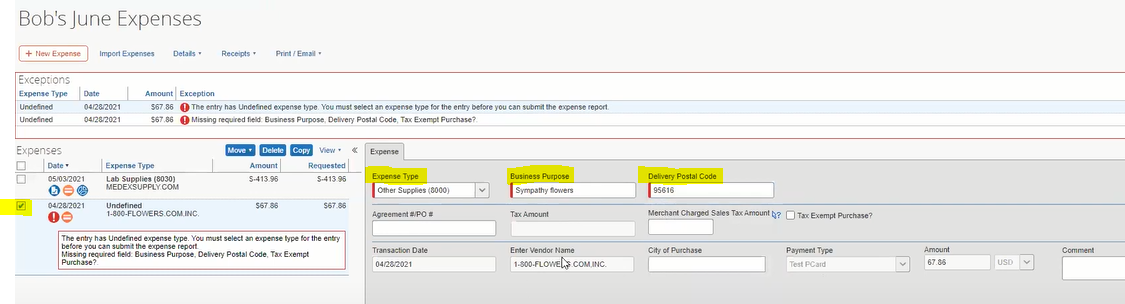 Bob's June Expenses
+ New Expense Import Expenses Details Receipts Print / Email
Exceptions
Expense Type Date Amount Exception
Undefined 04/28/2021 $67.86 The entry has Undefined expense type. You must select an expense type for the entry before you can submit the expense report.
Undefined 04/28/2021 $67.86 Missing required field: Business Purpose, Delivery Postal Code, Tax Exempt Purchase?
Expenses Move Delete Copy View
Date Expense Type Amount Requested
05/03/2021 Lab Supplies (8030) $-413.96 $-413.96
MEDEXSUPPLY.COM
04/28/2021 Undefined $67.86 $67.86
1-800-FLOWERS.COM,INC.
The entry has Undefined expense type. You must select an expense type for the entry
before you can submit the expense report.
Missing required field: Business Purpose, Delivery Postal Code, Tax Exempt
Purchase?
Expense
Expense Type Business Purpose Delivery Postal Code
Other Supplies (8000) Sympathy flowers 95616
Agreement #/PO # Tax Amount Merchant Charged Sales Tax Amount Tax Exempt Purchase?
Transaction Date Enter Vendor Name City of Purchase Payment Type Amount Comment
04/28/2021 1-800-FLOWERS.COM,INC. Test PCard 67.86 USD